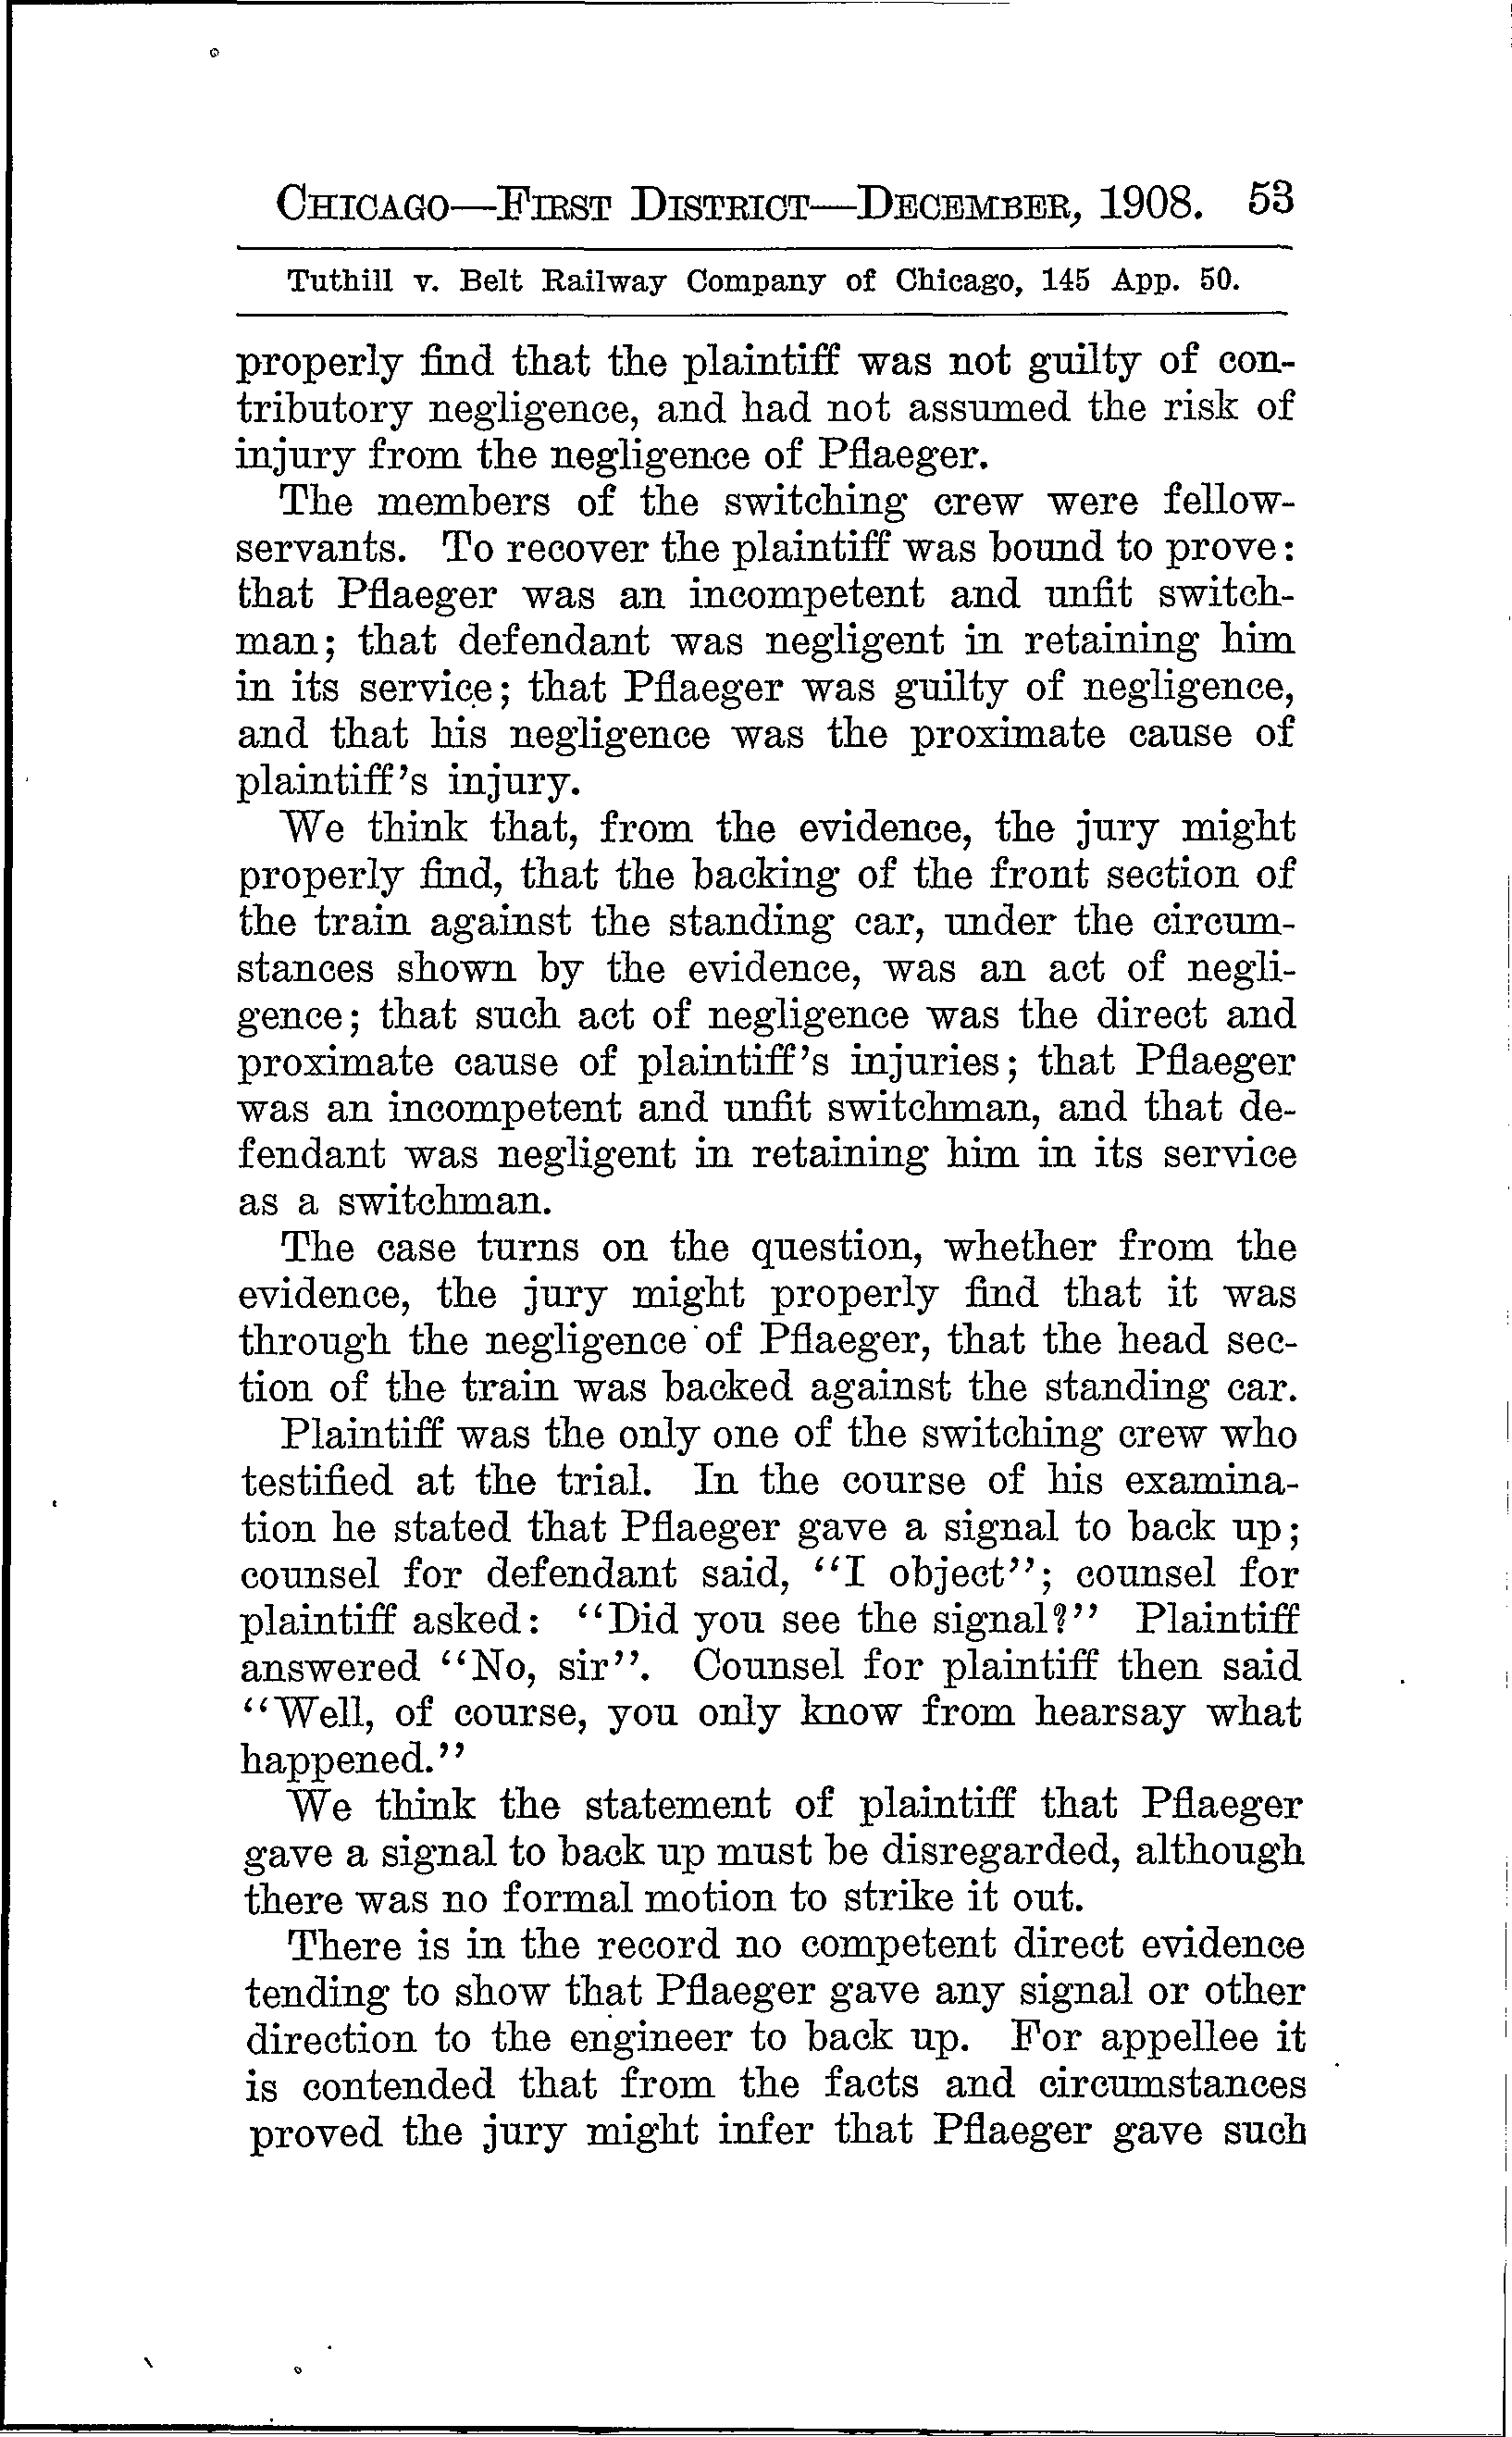 CHICAGO—FIRST DISTRICT—DECEMBER, 1908. 53
Tuthill v. Belt Railway Company of Chicago, 145 App. 50.
properly find that the plaintiff was not guilty of con-
tributory negligence, and had not assumed the risk of
injury from the negligence of Pflaeger.
The members of the switching crew were fellow-
servants. To recover the plaintiff was bound to prove:
that Pflaeger was an incompetent and unfit switch-
man; that defendant was negligent in retaining him
in its service; that Pflaeger was guilty of negligence,
and that his negligence was the proximate cause of
plaintiff's injury.
We think that, from the evidence, the jury might
properly find, that the backing of the front section of
the train against the standing car, under the circum-
stances shown by the evidence, was an act of negli-
gence; that such act of negligence was the direct and
proximate cause of plaintiff's injuries; that Pflaeger
was an incompetent and unfit switchman, and that de-
fendant was negligent in retaining him in its service
as a switchman.
The case turns on the question, whether from the
evidence, the jury might properly find that it was
through the negligence of Pflaeger, that the head sec-
tion of the train was backed against the standing car.
Plaintiff was the only one of the switching crew who
testified at the trial. In the course of his examina-
tion he stated that Pflaeger gave a signal to back up;
counsel for defendant said, "I object"; counsel for
plaintiff asked: "Did you see the signal?" Plaintiff
answered "No, sir". Counsel for plaintiff then said
"Well, of course, you only know from hearsay what
happened."
We think the statement of plaintiff that Pflaeger
gave a signal to back up must be disregarded, although
there was no formal motion to strike it out.
There is in the record no competent direct evidence
tending to show that Pflaeger gave any signal or other
direction to the engineer to back up. For appellee it
is contended that from the facts and circumstances
proved the jury might infer that Pflaeger gave such